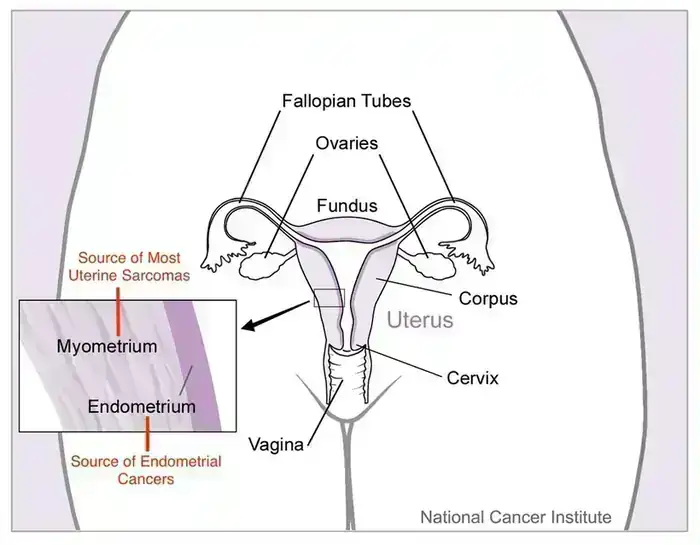 Fallopian Tubes
Ovaries
Fundus
Source of Most
Uterine Sarcomas
Corpus
Uterus
Myometrium
Cervix
Endometrium
Vagina
Source of Endometrial
Cancers
National Cancer Institute